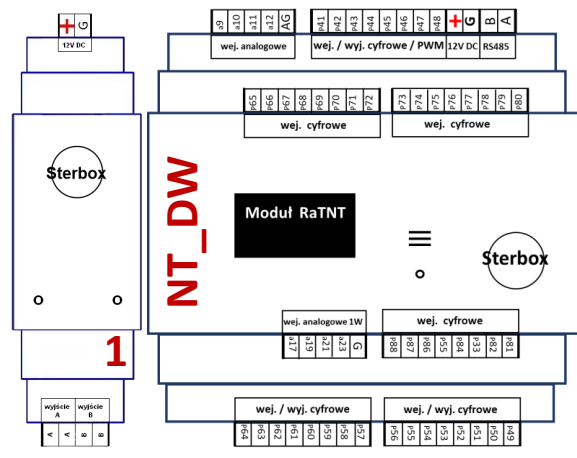 + G
12V DC
Sterbox
O O
1
wyjście A wyjście B
A A B B
a9 a10 a11 a12 AG
wej. analogowe
p41 p42 p43 p44 p45 p46 p47 p48 + G B A
wej. / wyj. cyfrowe / PWM 12V DC RS485
p65 p66 p67 p68 p69 p70 p71 p72
wej. cyfrowe
p73 p74 p75 p76 p77 p78 p79 p80
wej. cyfrowe
NT_DW
Moduł RaTNT
Sterbox
wej. analogowe 1W
a17 a19 a21 a23 G
wej. cyfrowe
p88 p87 p86 p55 p84 p33 p82 p81
wej. / wyj. cyfrowe
p64 p63 p62 p61 p60 p59 p58 p57
wej. / wyj. cyfrowe
p56 p55 p54 p53 p52 p51 p50 p49